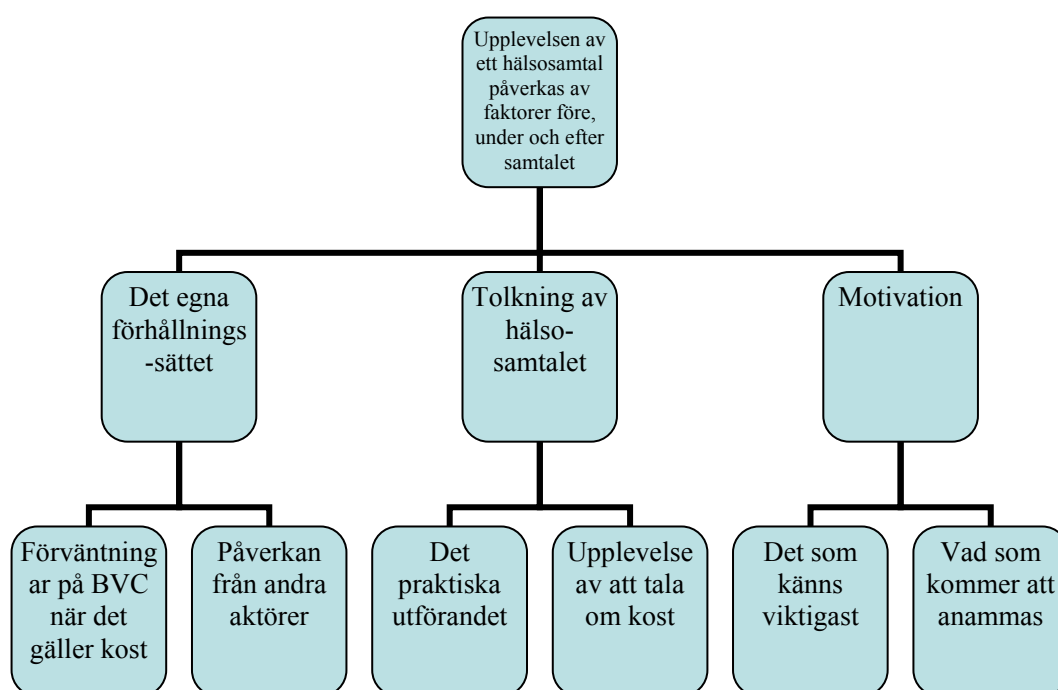 Upplevelsen av
ett hälsosamtal
påverkas av
faktorer före,
under och efter
samtalet
Det egna
förhållnings
-sättet
Tolkning av
hälso-
samtalet
Motivation
Förväntning
ar på BVC
när det
gäller kost
Påverkan
från andra
aktörer
Det
praktiska
utförandet
Upplevelse
av att tala
om kost
Det som
känns
viktigast
Vad som
kommer att
anammas